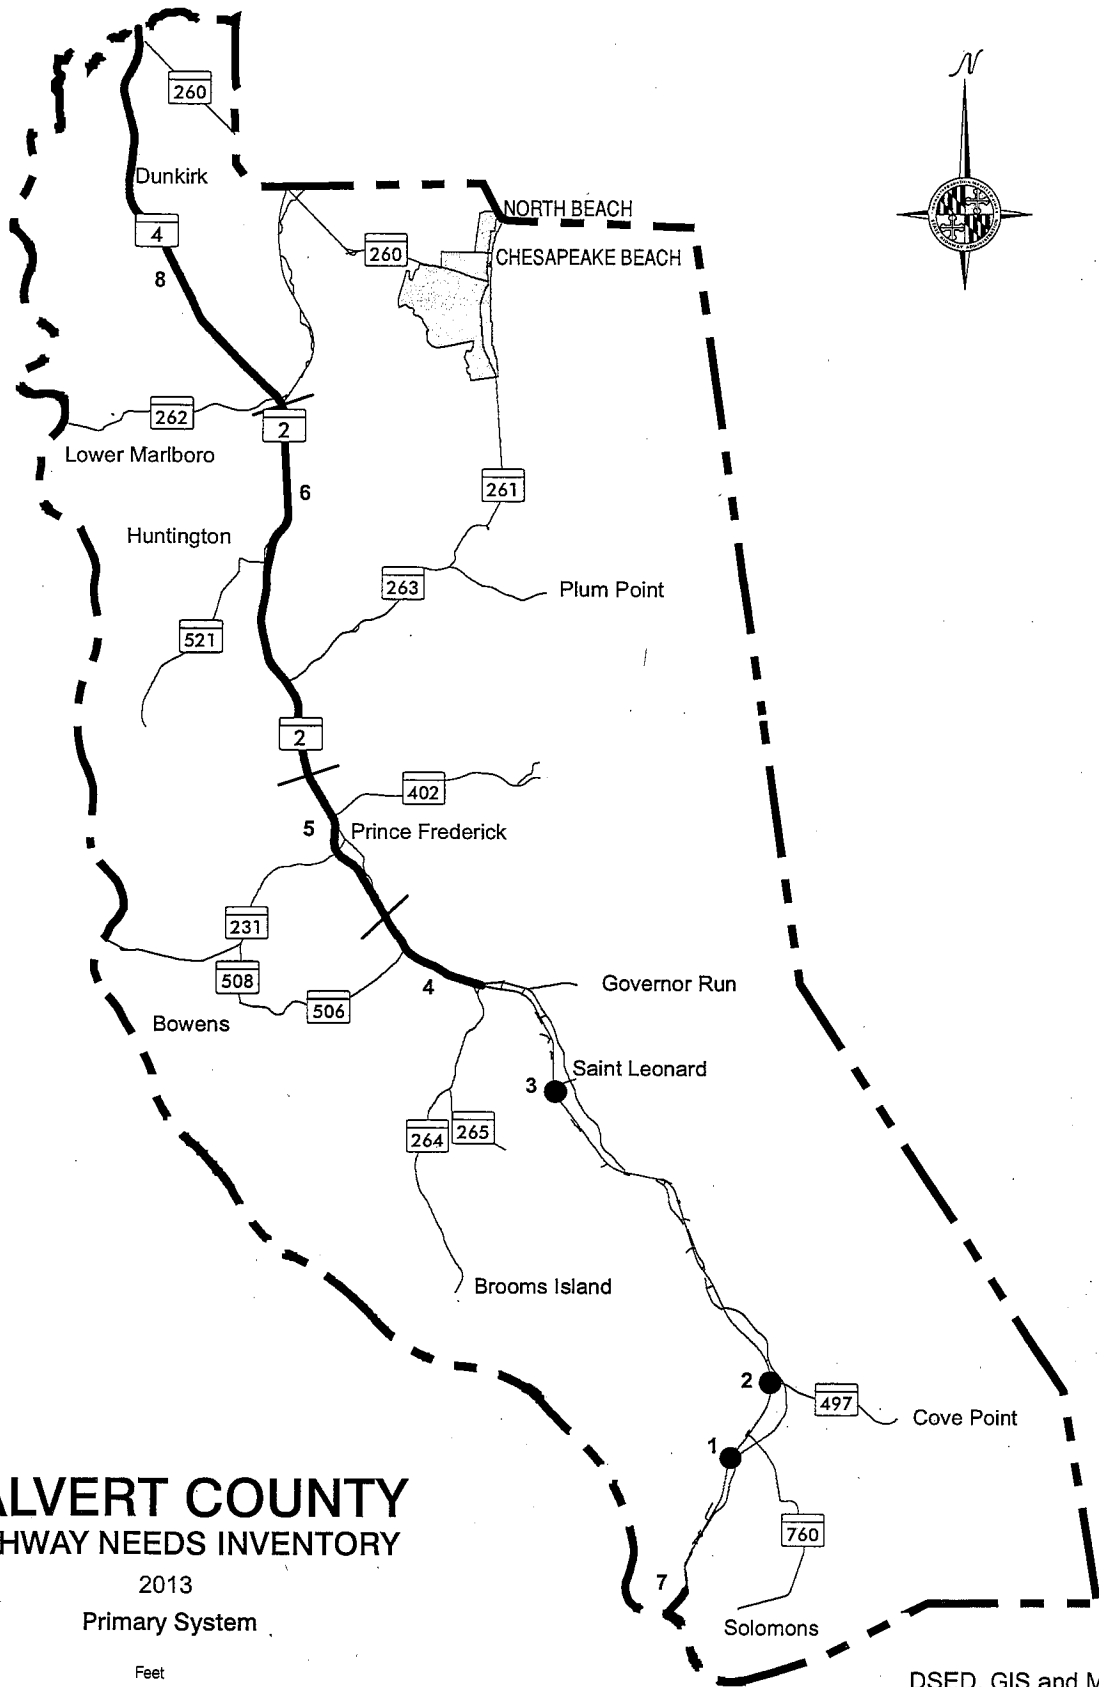 N
260
Dunkirk
4
8
NORTH BEACH
260
CHESAPEAKE BEACH
262
2
Lower Marlboro
6
261
Huntington
263
Plum Point
521
2
402
5
Prince Frederick
231
508
4
Governor Run
506
Bowens
Saint Leonard
3
264
265
Brooms Island
2
497
Cove Point
1
ALVERT COUNTY
HWAY NEEDS INVENTORY
760
2013
7
Primary System
Solomons
Feet
DSED, GIS and M